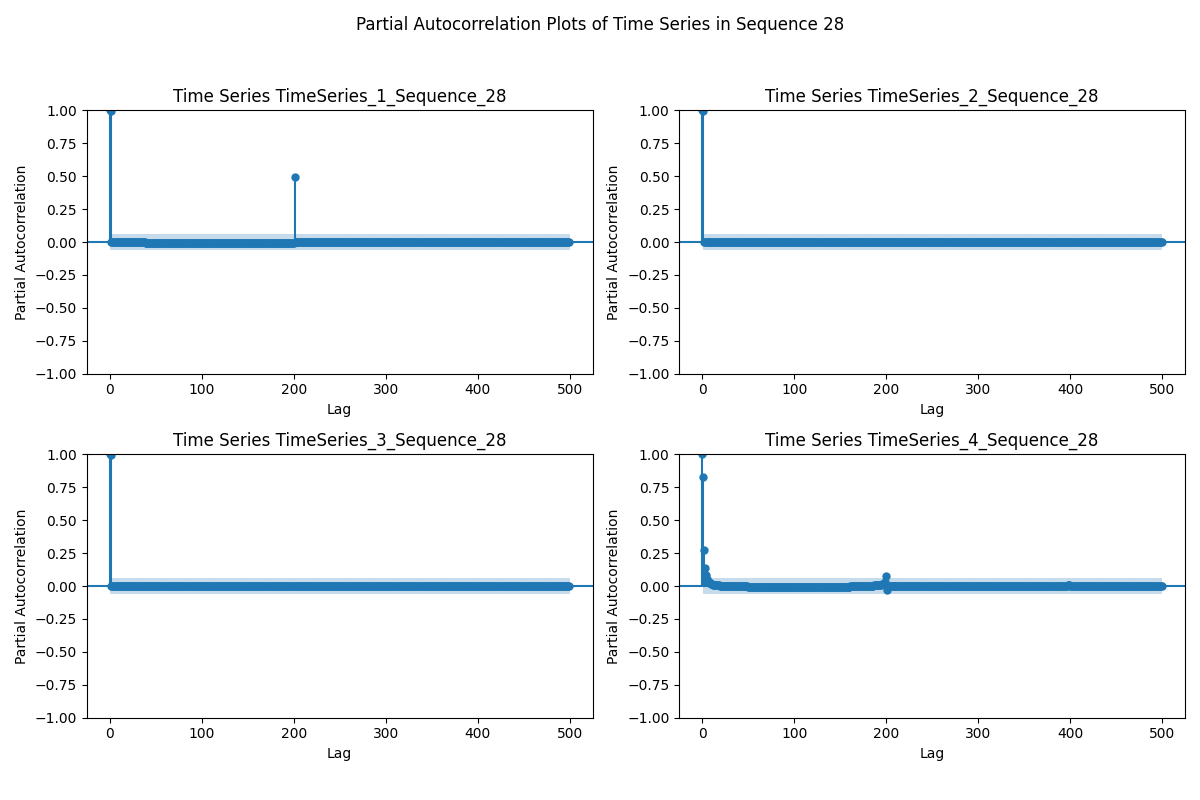 Partial Autocorrelation Plots of Time Series in Sequence 28
Time Series TimeSeries_1_Sequence_28
1.00
0.75
0.50
0.25
0.00
−0.25
−0.50
−0.75
−1.00
Partial Autocorrelation
0 100 200 300 400 500
Lag
Time Series TimeSeries_2_Sequence_28
1.00
0.75
0.50
0.25
0.00
−0.25
−0.50
−0.75
−1.00
Partial Autocorrelation
0 100 200 300 400 500
Lag
Time Series TimeSeries_3_Sequence_28
1.00
0.75
0.50
0.25
0.00
−0.25
−0.50
−0.75
−1.00
Partial Autocorrelation
0 100 200 300 400 500
Lag
Time Series TimeSeries_4_Sequence_28
1.00
0.75
0.50
0.25
0.00
−0.25
−0.50
−0.75
−1.00
Partial Autocorrelation
0 100 200 300 400 500
Lag